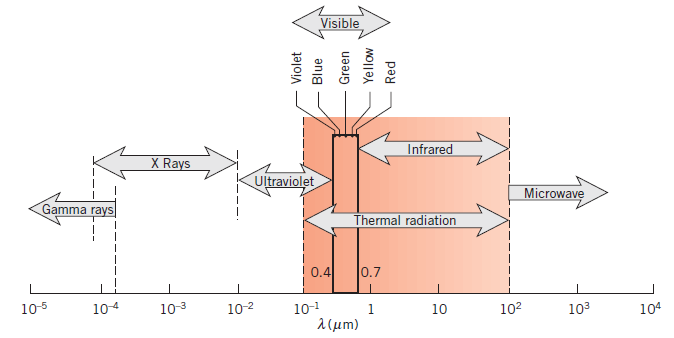 Visible
Violet
Blue
Green
Yellow
Red
Infrared
X Rays
Ultraviolet
Microwave
Gamma rays
Thermal radiation
0.4
0.7
10⁻⁵ 10⁻⁴ 10⁻³ 10⁻² 10⁻¹ 1 10 10² 10³ 10⁴
λ (μm)